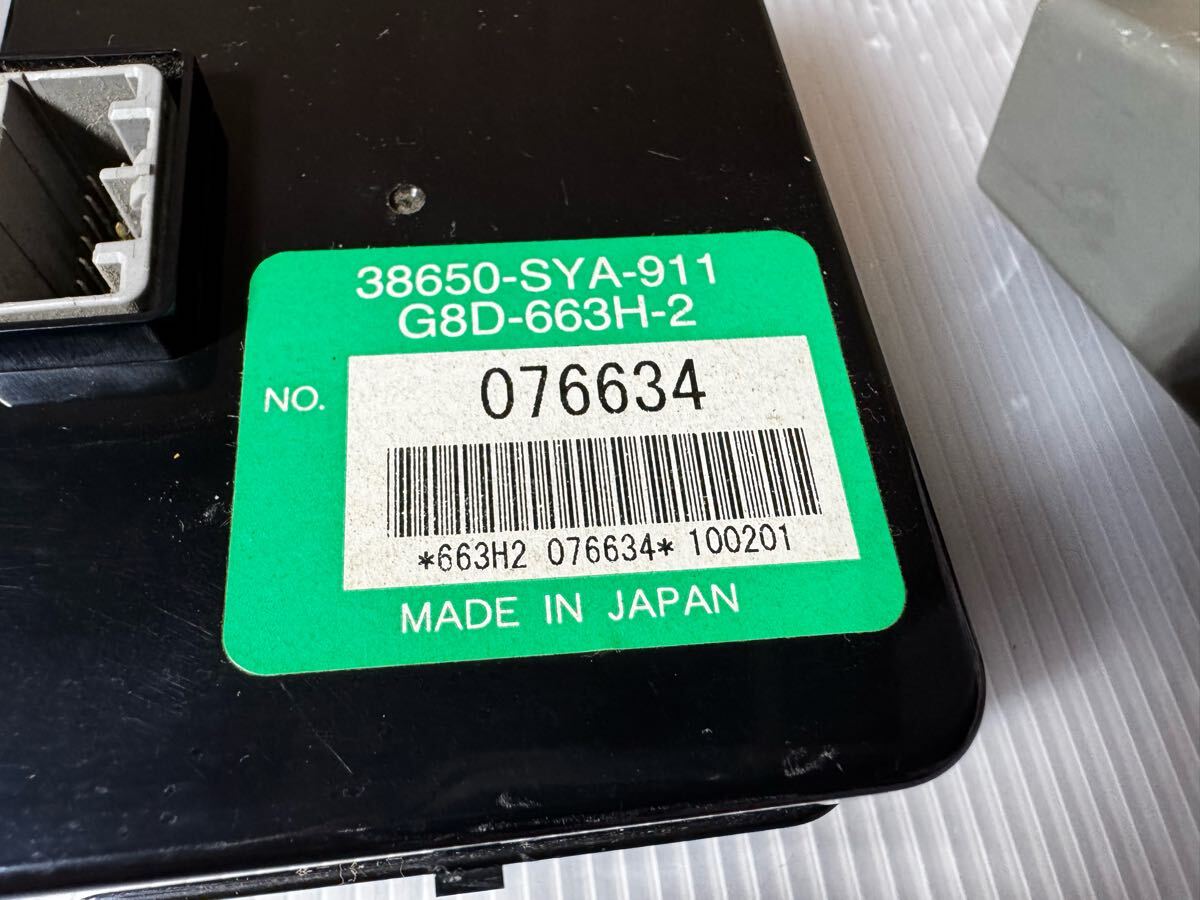 38650-SYA-911
G8D-663H-2
NO. 076634
*663H2 076634* 100201
MADE IN JAPAN